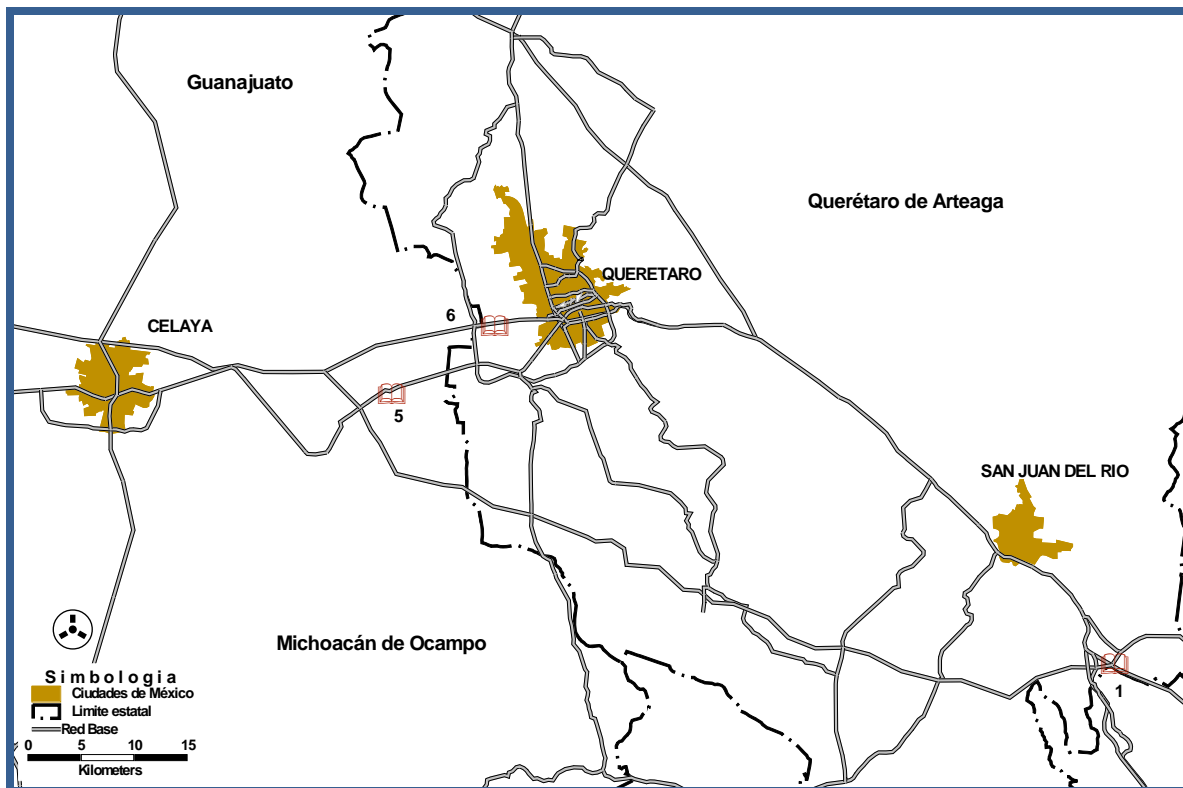 Guanajuato
Querétaro de Arteaga
QUERETARO
6
CELAYA
5
SAN JUAN DEL RIO
Michoacán de Ocampo
1
Simbologia
Ciudades de México
Limite estatal
Red Base
0 5 10 15
Kilometers